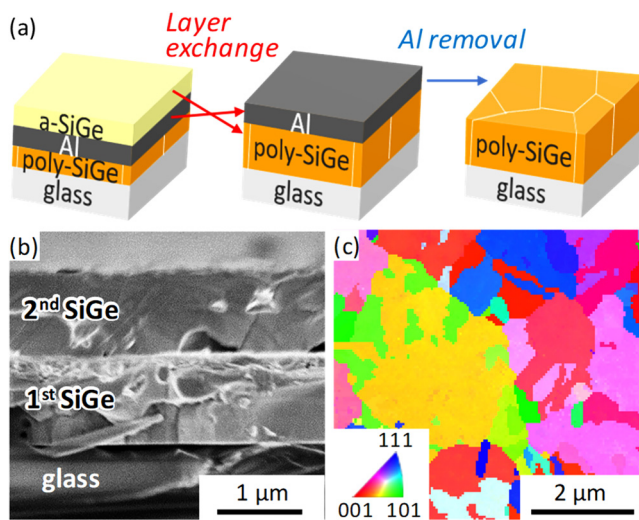 (a)
Layer
exchange
Al removal
a-SiGe
Al
poly-SiGe
glass
Al
poly-SiGe
glass
poly-SiGe
glass
(b)
2nd SiGe
1st SiGe
glass
1 μm
(c)
111
001 101
2 μm